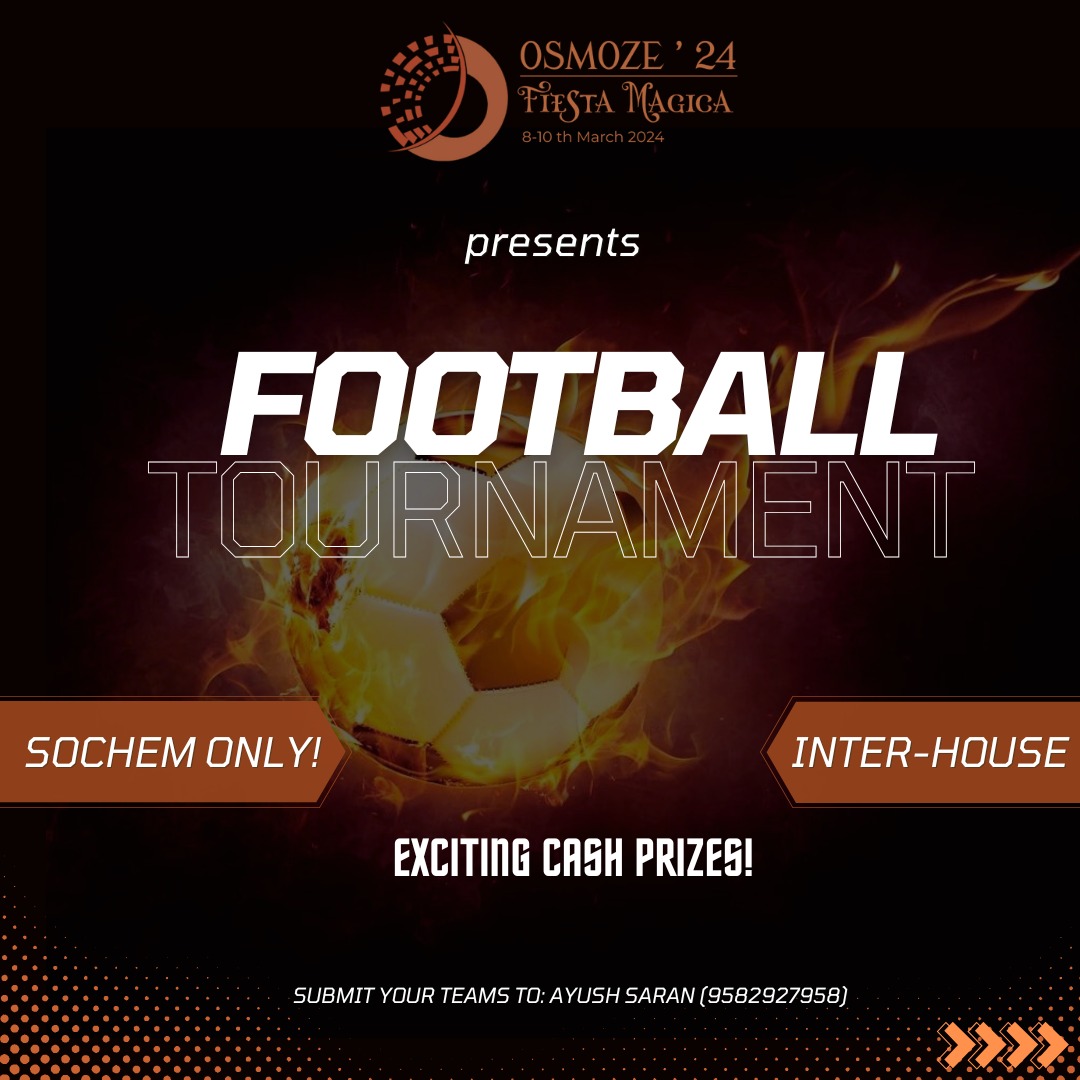 OSMOZE ' 24
FIESTA MAGICA
8-10 th March 2024
presents
FOOTBALL
TOURNAMENT
SOCHEM ONLY!
INTER-HOUSE
EXCITING CASH PRIZES!
SUBMIT YOUR TEAMS TO: AYUSH SARAN (9582927958)